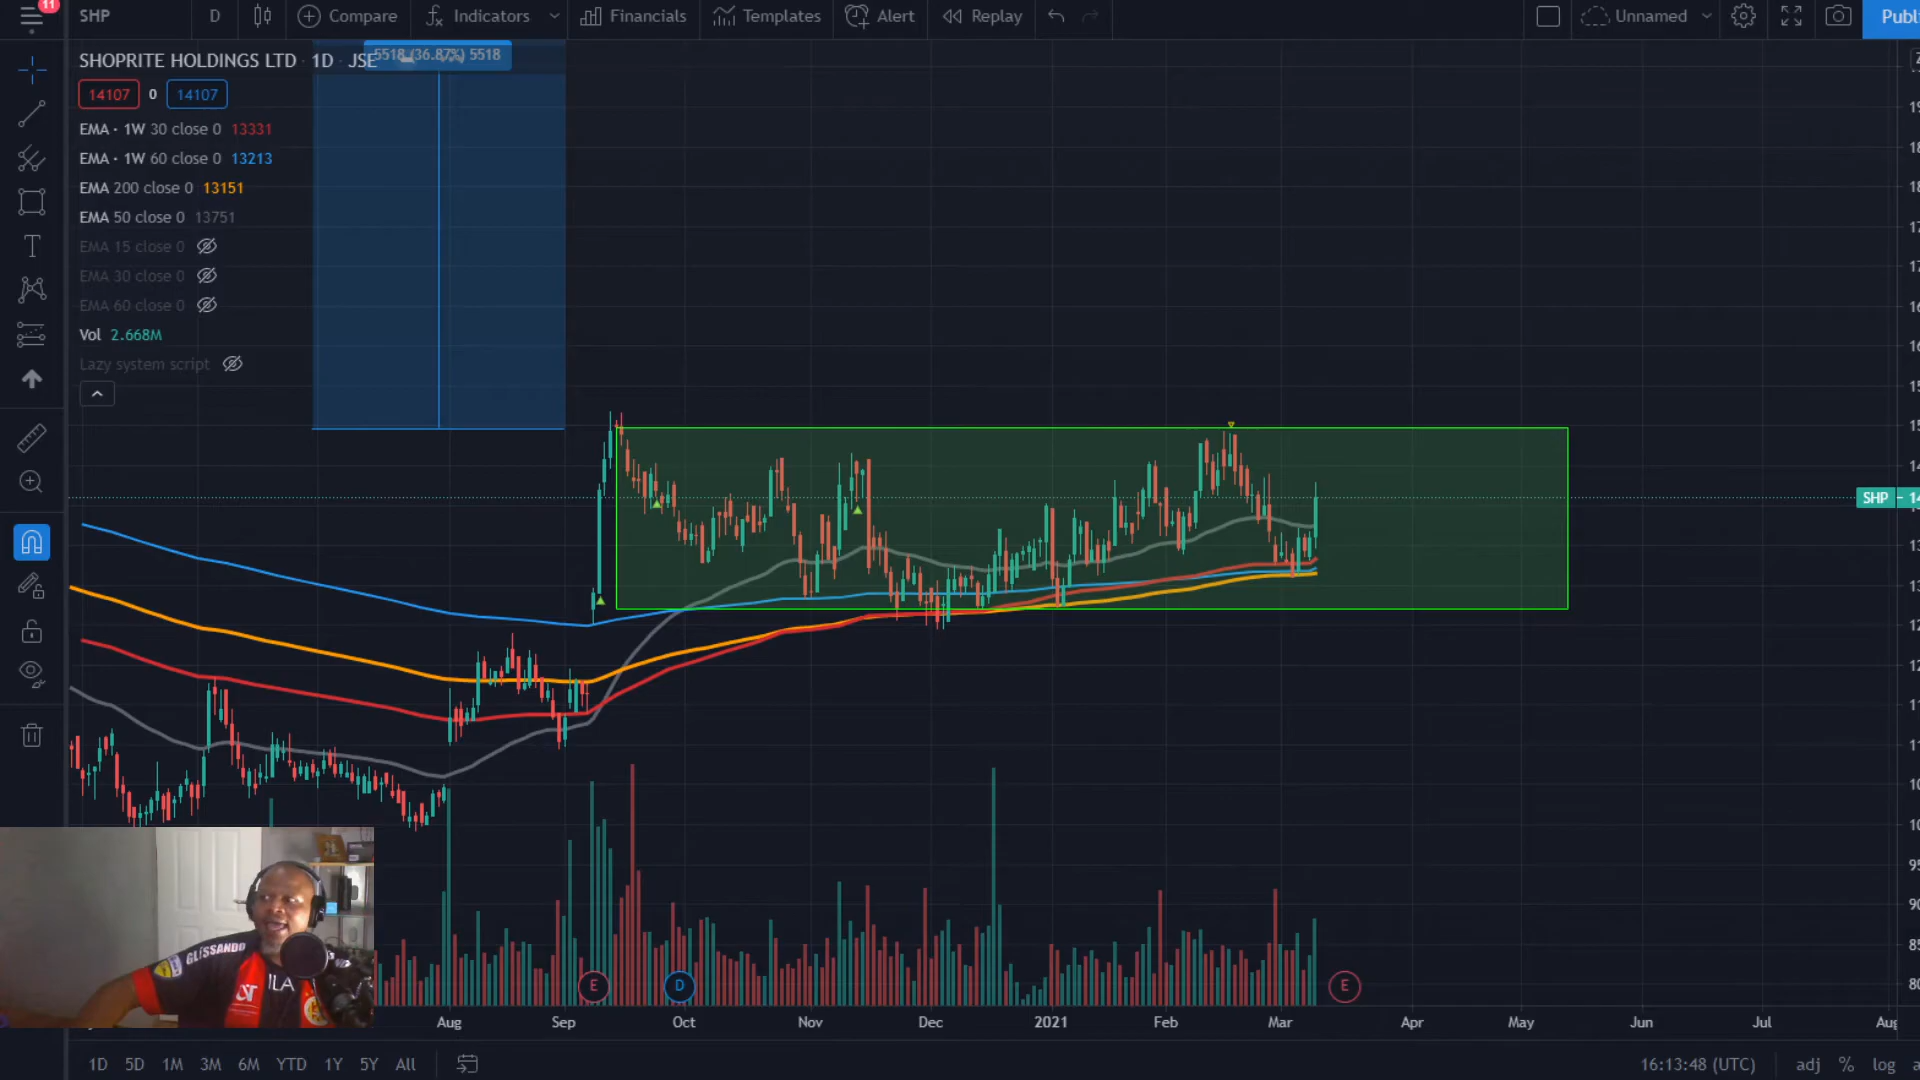 11
SHP
D
Compare
Indicators
Financials
Templates
Alert
Replay
Unnamed
SHOPRITE HOLDINGS LTD · 1D · JSE
5518 (36.87%) 5518
14107 0 14107
EMA · 1W 30 close 0 13331
EMA · 1W 60 close 0 13213
EMA 200 close 0 13151
EMA 50 close 0 13751
EMA 15 close 0
EMA 30 close 0
EMA 60 close 0
Vol 2.668M
Lazy system script
SHP
GLISSANDO
ILA
E
D
E
Aug Sep Oct Nov Dec 2021 Feb Mar Apr May Jun Jul Aug
1D 5D 1M 3M 6M YTD 1Y 5Y All
16:13:48 (UTC) adj % log